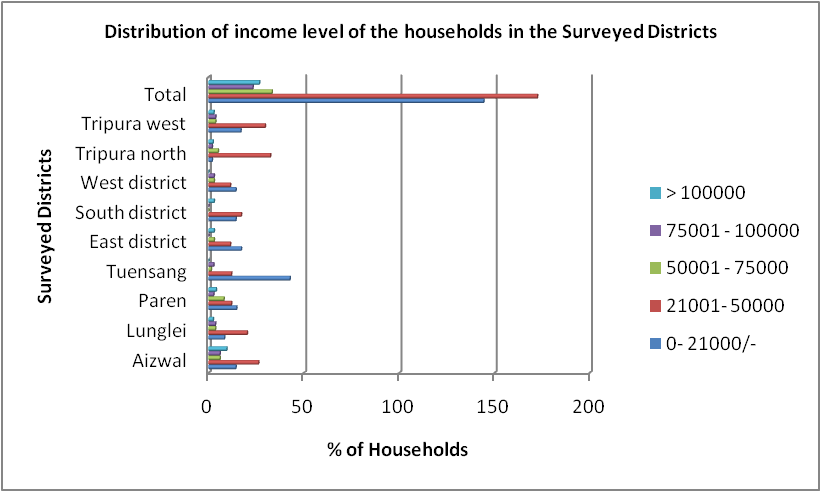 Distribution of income level of the households in the Surveyed Districts
Surveyed Districts
Total
Tripura west
Tripura north
West district
South district
East district
Tuensang
Paren
Lunglei
Aizwal
0 50 100 150 200
% of Households
> 100000
75001 - 100000
50001 - 75000
21001- 50000
0- 21000/-